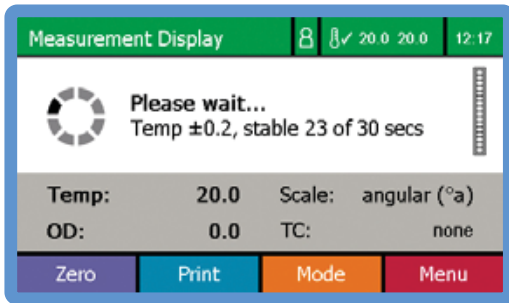 Measurement Display 8 ✓ 20.0 20.0 12:17
Please wait...
Temp ±0.2, stable 23 of 30 secs
Temp: 20.0 Scale: angular (°a)
OD: 0.0 TC: none
Zero Print Mode Menu